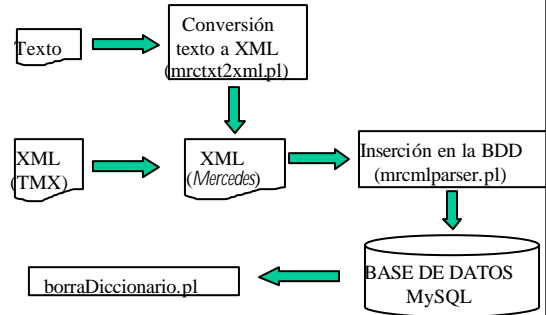 Conversión
texto a XML
(mrctxt2xml.pl)
Texto
XML
(TMX)
XML
(Mercedes)
Inserción en la BDD
(mrcmlparser.pl)
BASE DE DATOS
MySQL
borraDiccionario.pl